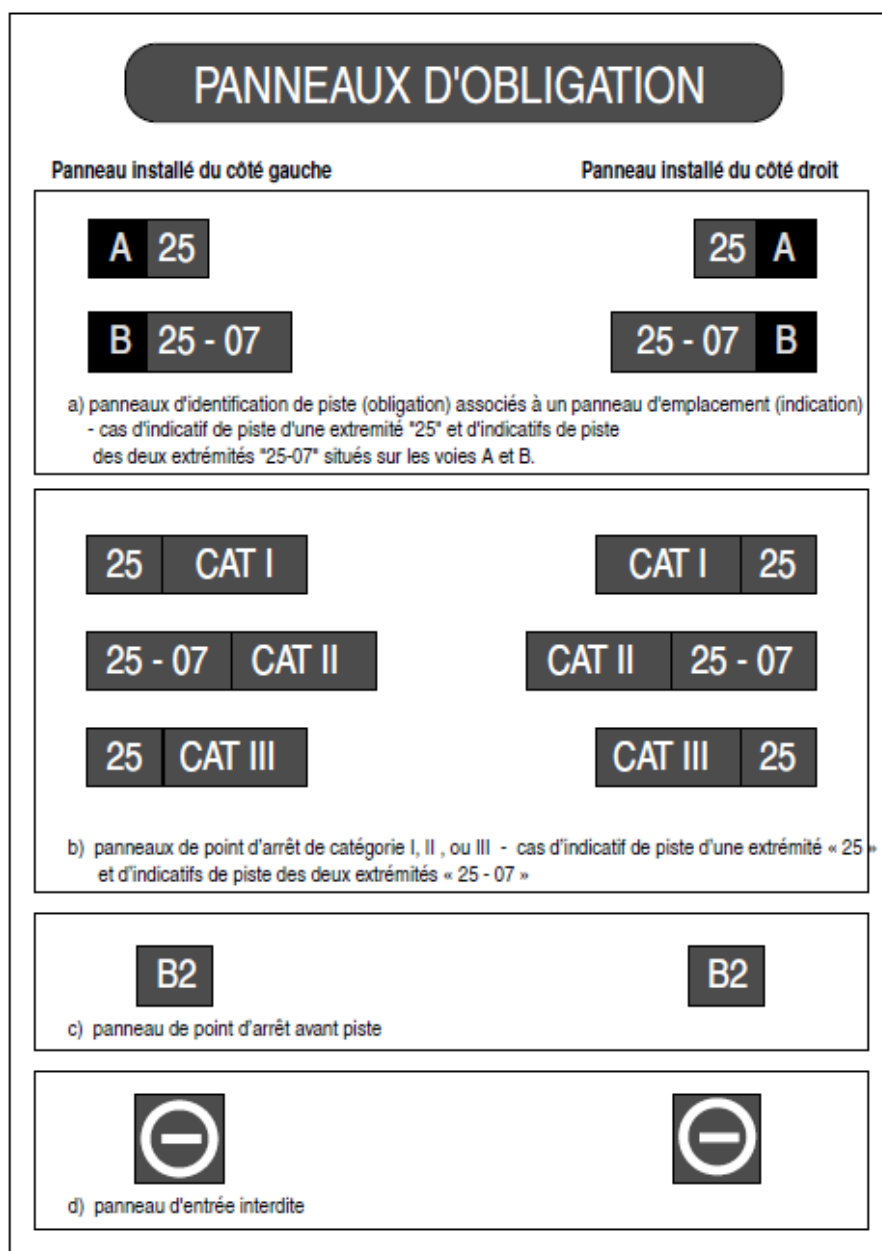 PANNEAUX D'OBLIGATION
Panneau installé du côté gauche
Panneau installé du côté droit
A 25
25 A
B 25 - 07
25 - 07 B
a) panneaux d'identification de piste (obligation) associés à un panneau d'emplacement (indication)
- cas d'indicatif de piste d'une extremité "25" et d'indicatifs de piste
des deux extrémités "25-07" situés sur les voies A et B.
25 CAT I
CAT I 25
25 - 07 CAT II
CAT II 25 - 07
25 CAT III
CAT III 25
b) panneaux de point d'arrêt de catégorie I, II , ou III - cas d'indicatif de piste d'une extrémité « 25 »
et d'indicatifs de piste des deux extrémités « 25 - 07 »
B2
B2
c) panneau de point d'arrêt avant piste
d) panneau d'entrée interdite